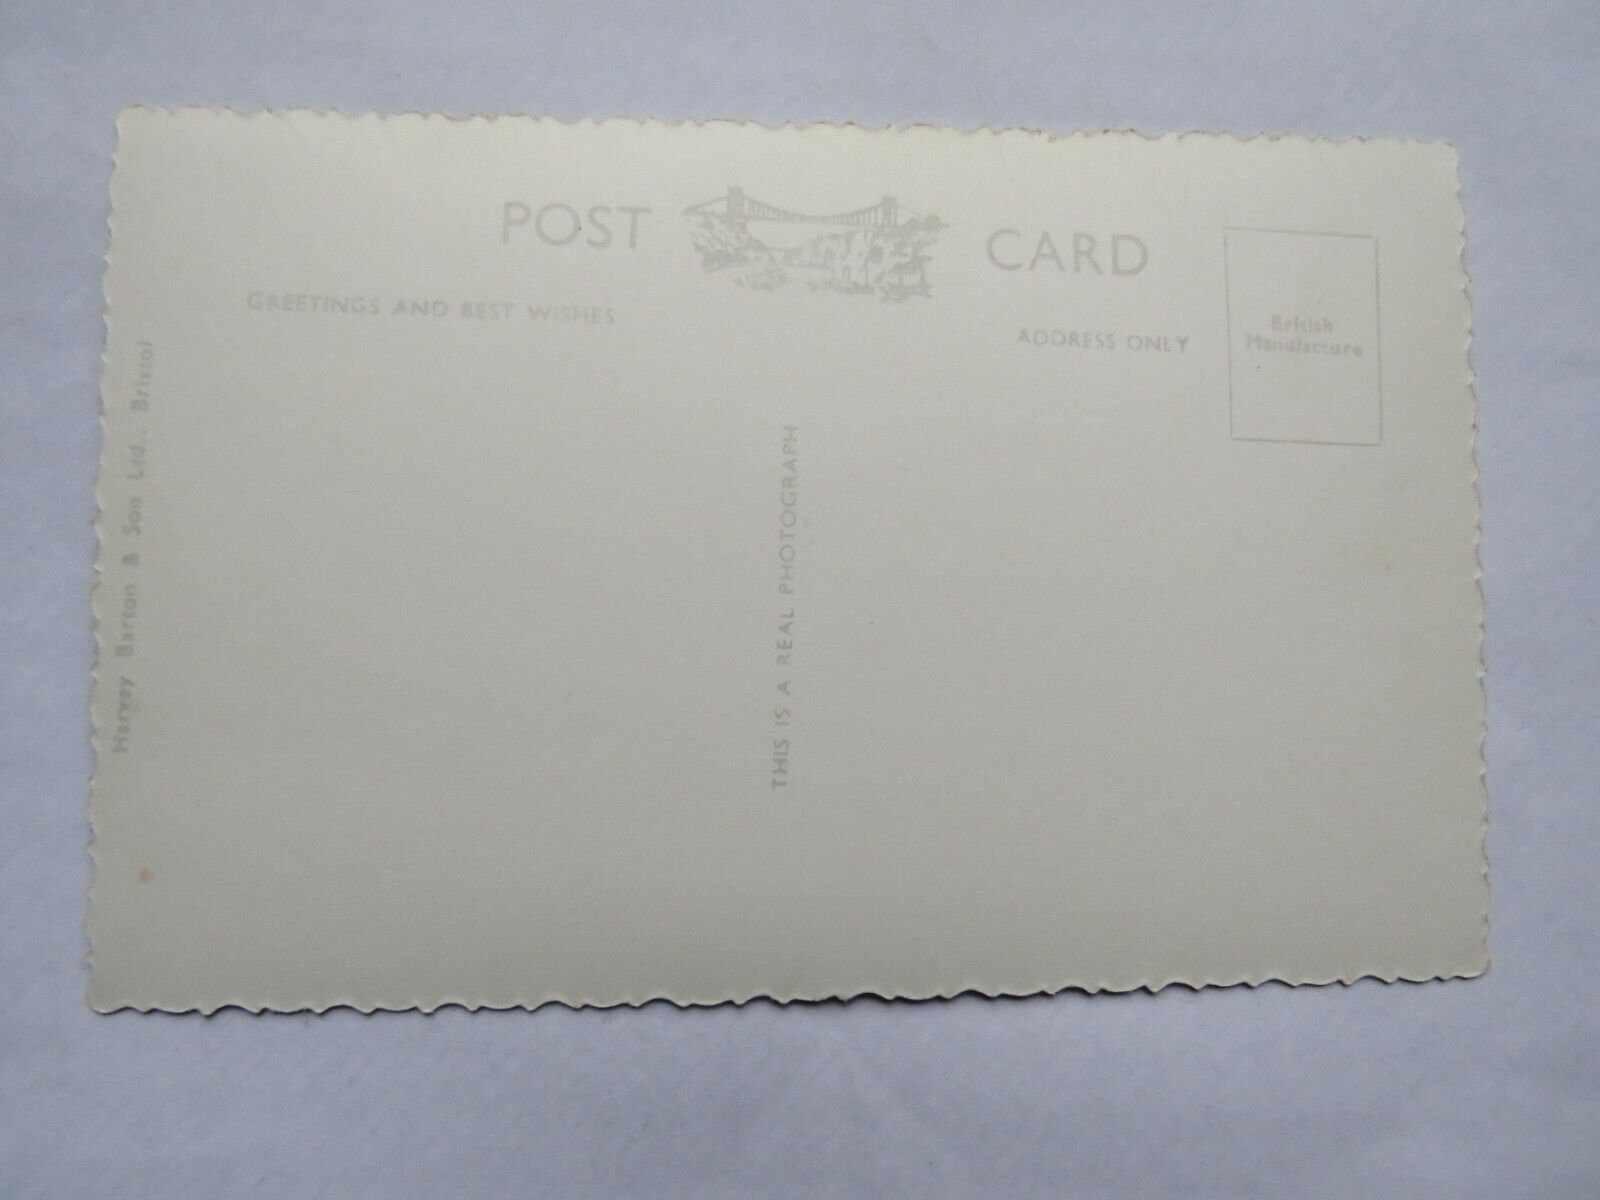 POST CARD
GREETINGS AND BEST WISHES
ADDRESS ONLY
British
Manufacture
THIS IS A REAL PHOTOGRAPH
Harvey Barton & Son Ltd., Bristol